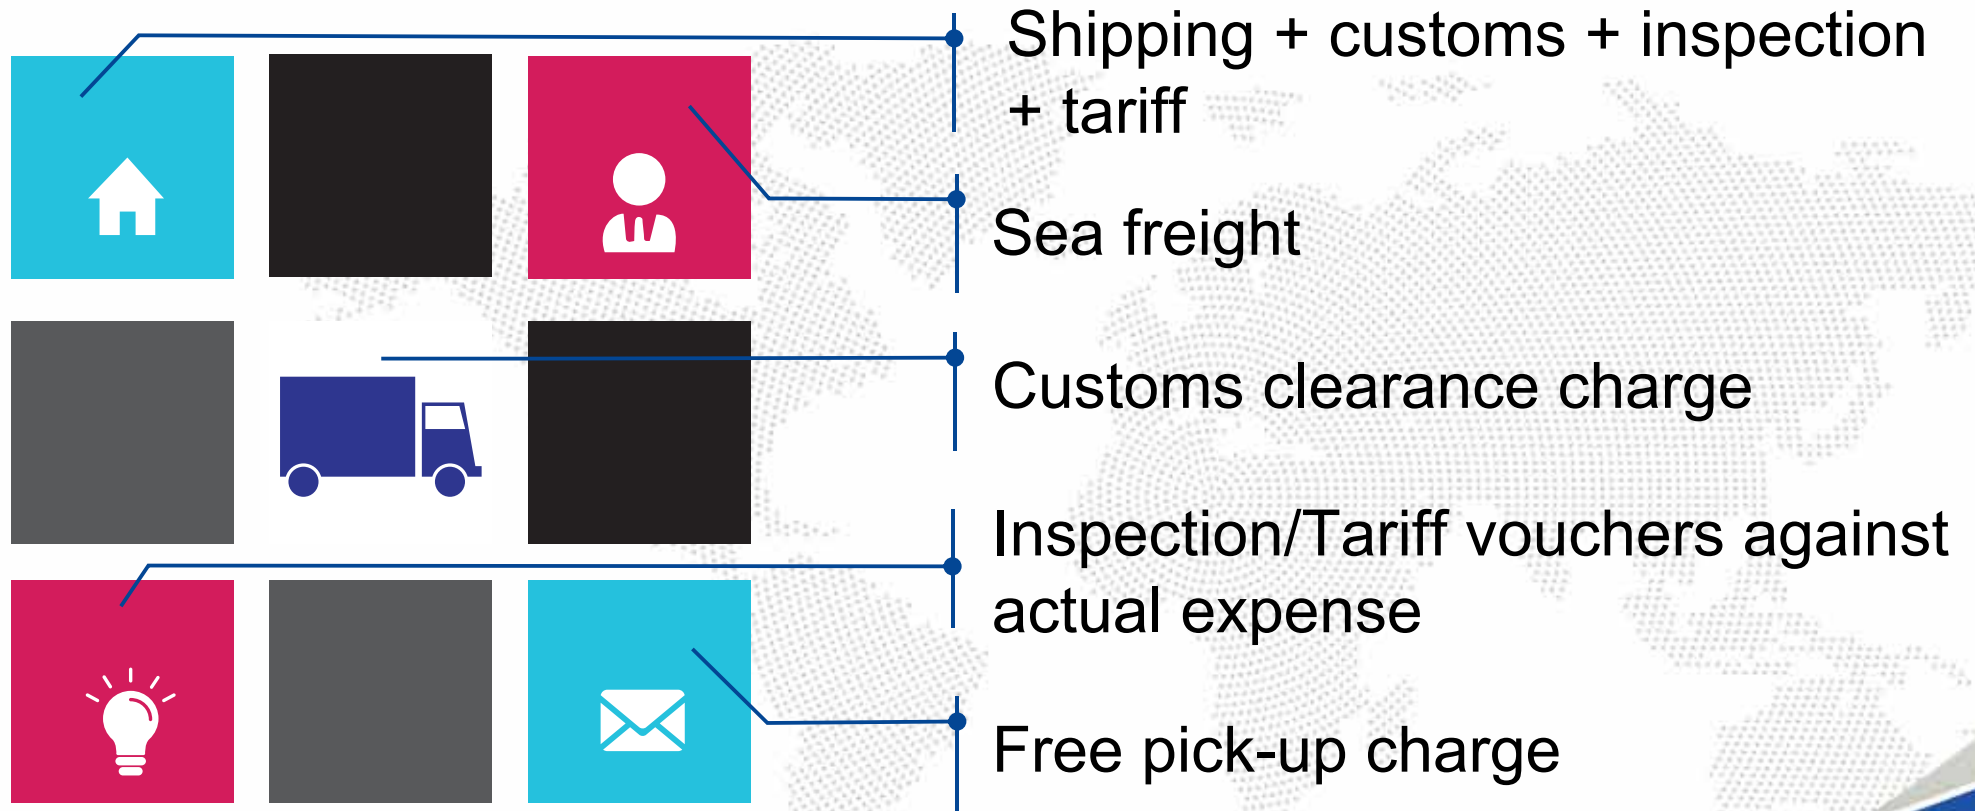 Shipping + customs + inspection
+ tariff
Sea freight
Customs clearance charge
Inspection/Tariff vouchers against
actual expense
Free pick-up charge